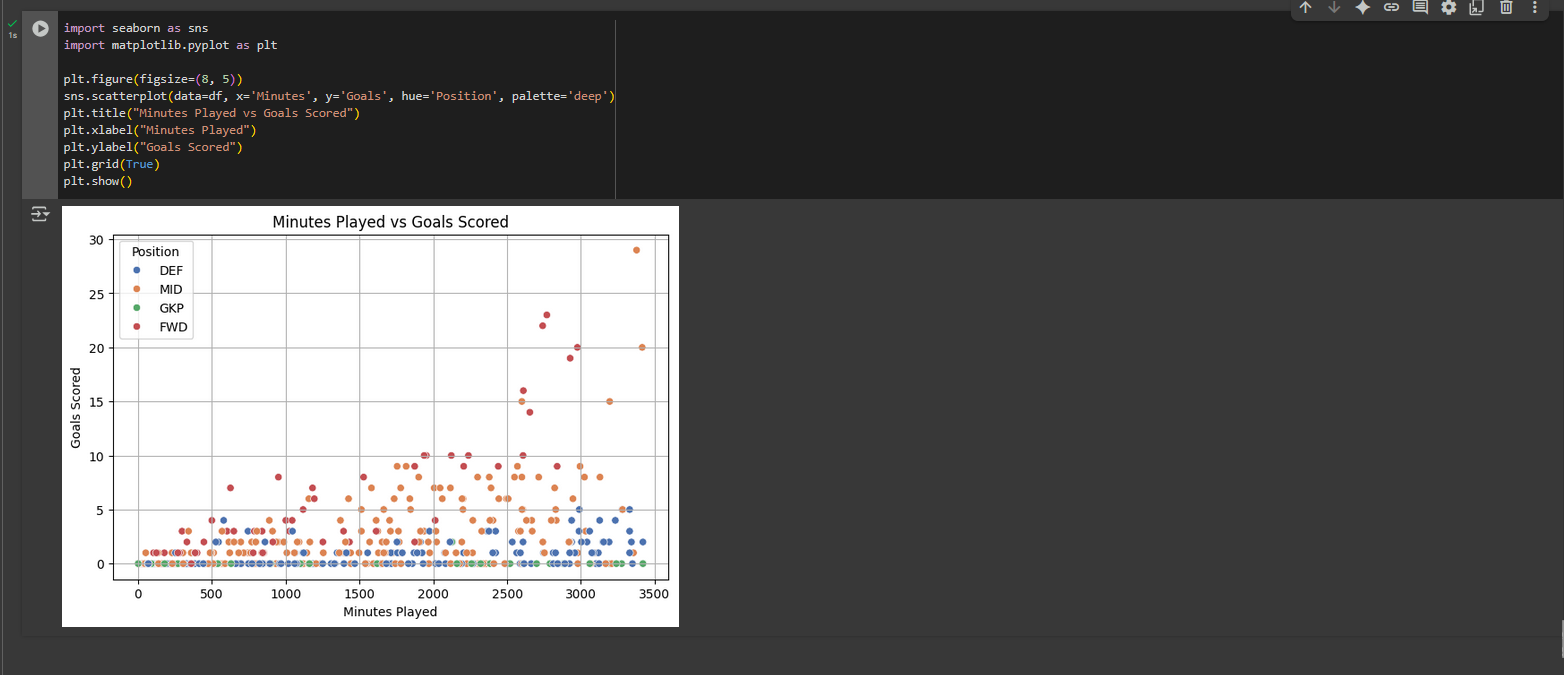 1s
import seaborn as sns
import matplotlib.pyplot as plt
plt.figure(figsize=(8, 5))
sns.scatterplot(data=df, x='Minutes', y='Goals', hue='Position', palette='deep')
plt.title("Minutes Played vs Goals Scored")
plt.xlabel("Minutes Played")
plt.ylabel("Goals Scored")
plt.grid(True)
plt.show()
Minutes Played vs Goals Scored
Position
DEF
MID
GKP
FWD
30
25
20
15
10
5
0
Goals Scored
0 500 1000 1500 2000 2500 3000 3500
Minutes Played